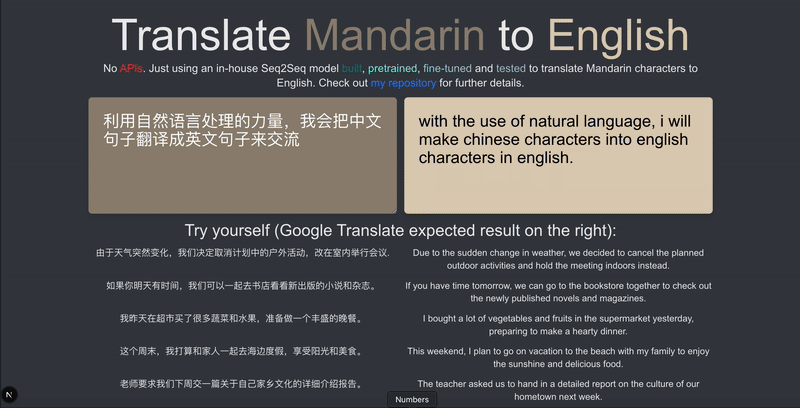 Translate Mandarin to English
No APIs. Just using an in-house Seq2Seq model built, pretrained, fine-tuned and tested to translate Mandarin characters to
English. Check out my repository for further details.
利用自然语言处理的力量，我会把中文
句子翻译成英文句子来交流
with the use of natural language, i will
make chinese characters into english
characters in english.
Try yourself (Google Translate expected result on the right):
由于天气突然变化，我们决定取消计划中的户外活动，改在室内举行会议.
Due to the sudden change in weather, we decided to cancel the planned
outdoor activities and hold the meeting indoors instead.
如果你明天有时间，我们可以一起去书店看看新出版的小说和杂志。
If you have time tomorrow, we can go to the bookstore together to check out
the newly published novels and magazines.
我昨天在超市买了很多蔬菜和水果，准备做一个丰盛的晚餐。
I bought a lot of vegetables and fruits in the supermarket yesterday,
preparing to make a hearty dinner.
这个周末，我打算和家人一起去海边度假，享受阳光和美食。
This weekend, I plan to go on vacation to the beach with my family to enjoy
the sunshine and delicious food.
老师要求我们下周交一篇关于自己家乡文化的详细介绍报告。
The teacher asked us to hand in a detailed report on the culture of our
hometown next week.
N
Numbers